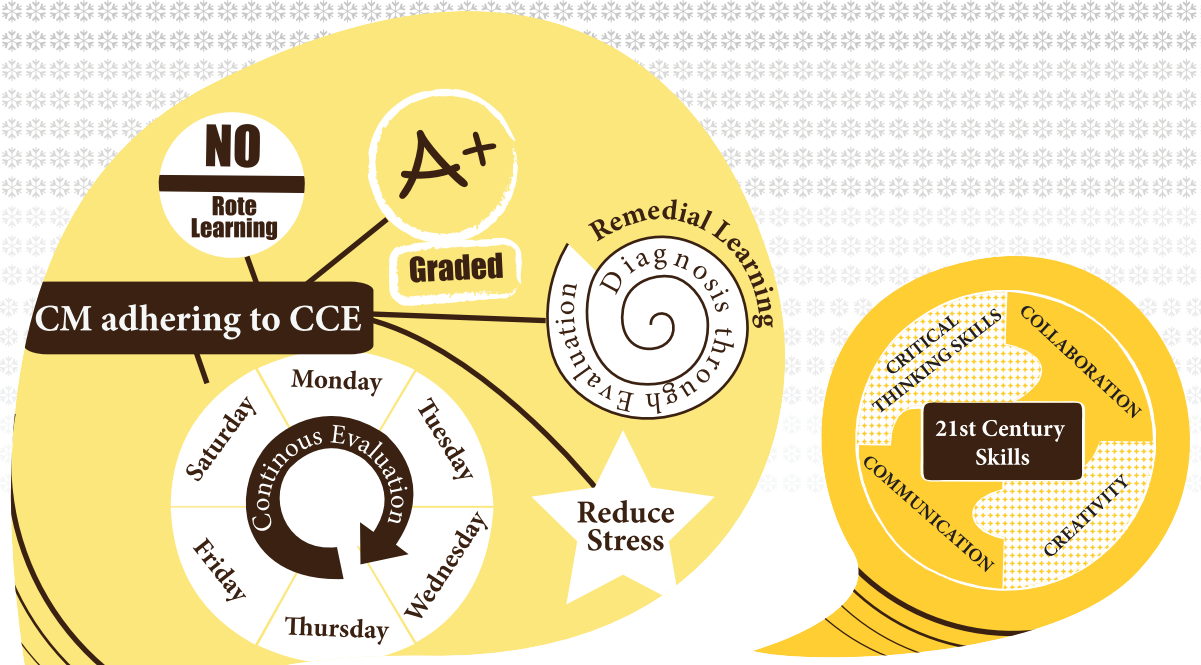 NO
Rote
Learning
A+
Graded
CM adhering to CCE
Remedial Learning
Diagnosis through Evaluation
Monday
Tuesday
Wednesday
Thursday
Friday
Saturday
Continous Evaluation
Reduce
Stress
CRITICAL
THINKING SKILLS
COLLABORATION
21st Century
Skills
COMMUNICATION
CREATIVITY